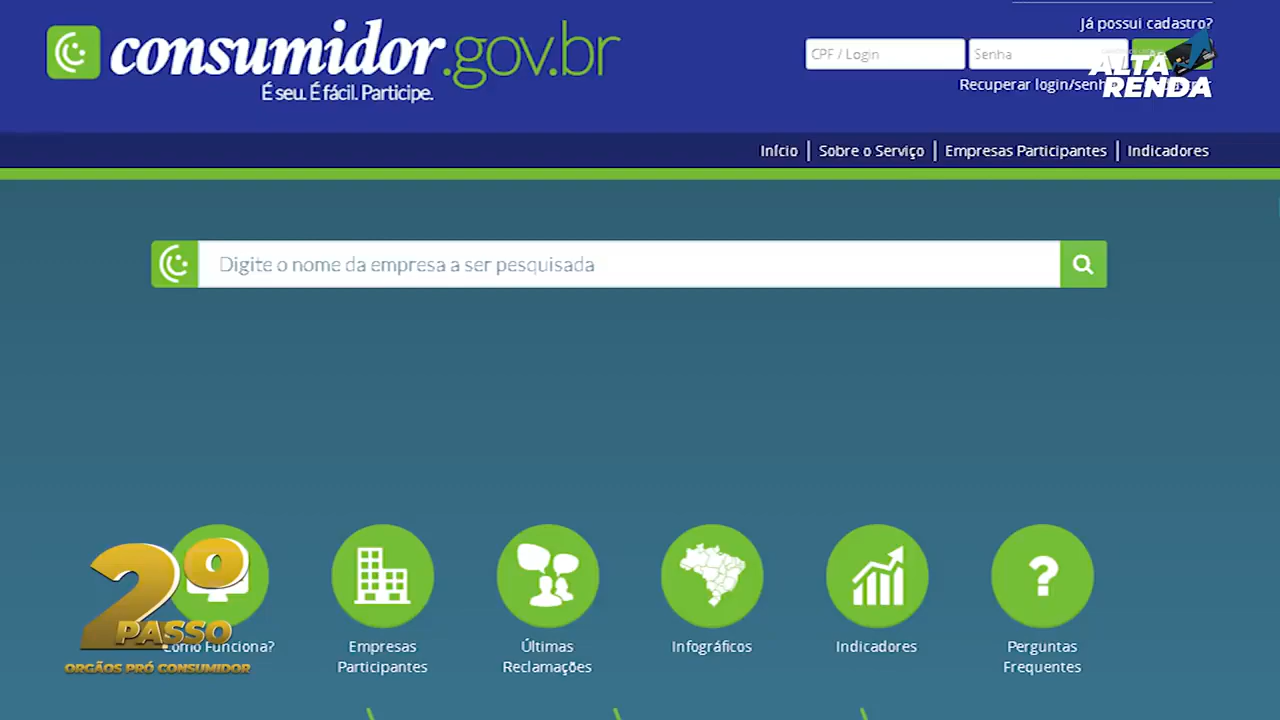 consumidor.gov.br
É seu. É fácil. Participe.
Já possui cadastro?
CPF / Login
Senha
Recuperar login/senha
ALTA
RENDA
Início
Sobre o Serviço
Empresas Participantes
Indicadores
Digite o nome da empresa a ser pesquisada
2º
PASSO
ORGÃOS PRÓ CONSUMIDOR
Como Funciona?
Empresas
Participantes
Últimas
Reclamações
Infográficos
Indicadores
Perguntas
Frequentes